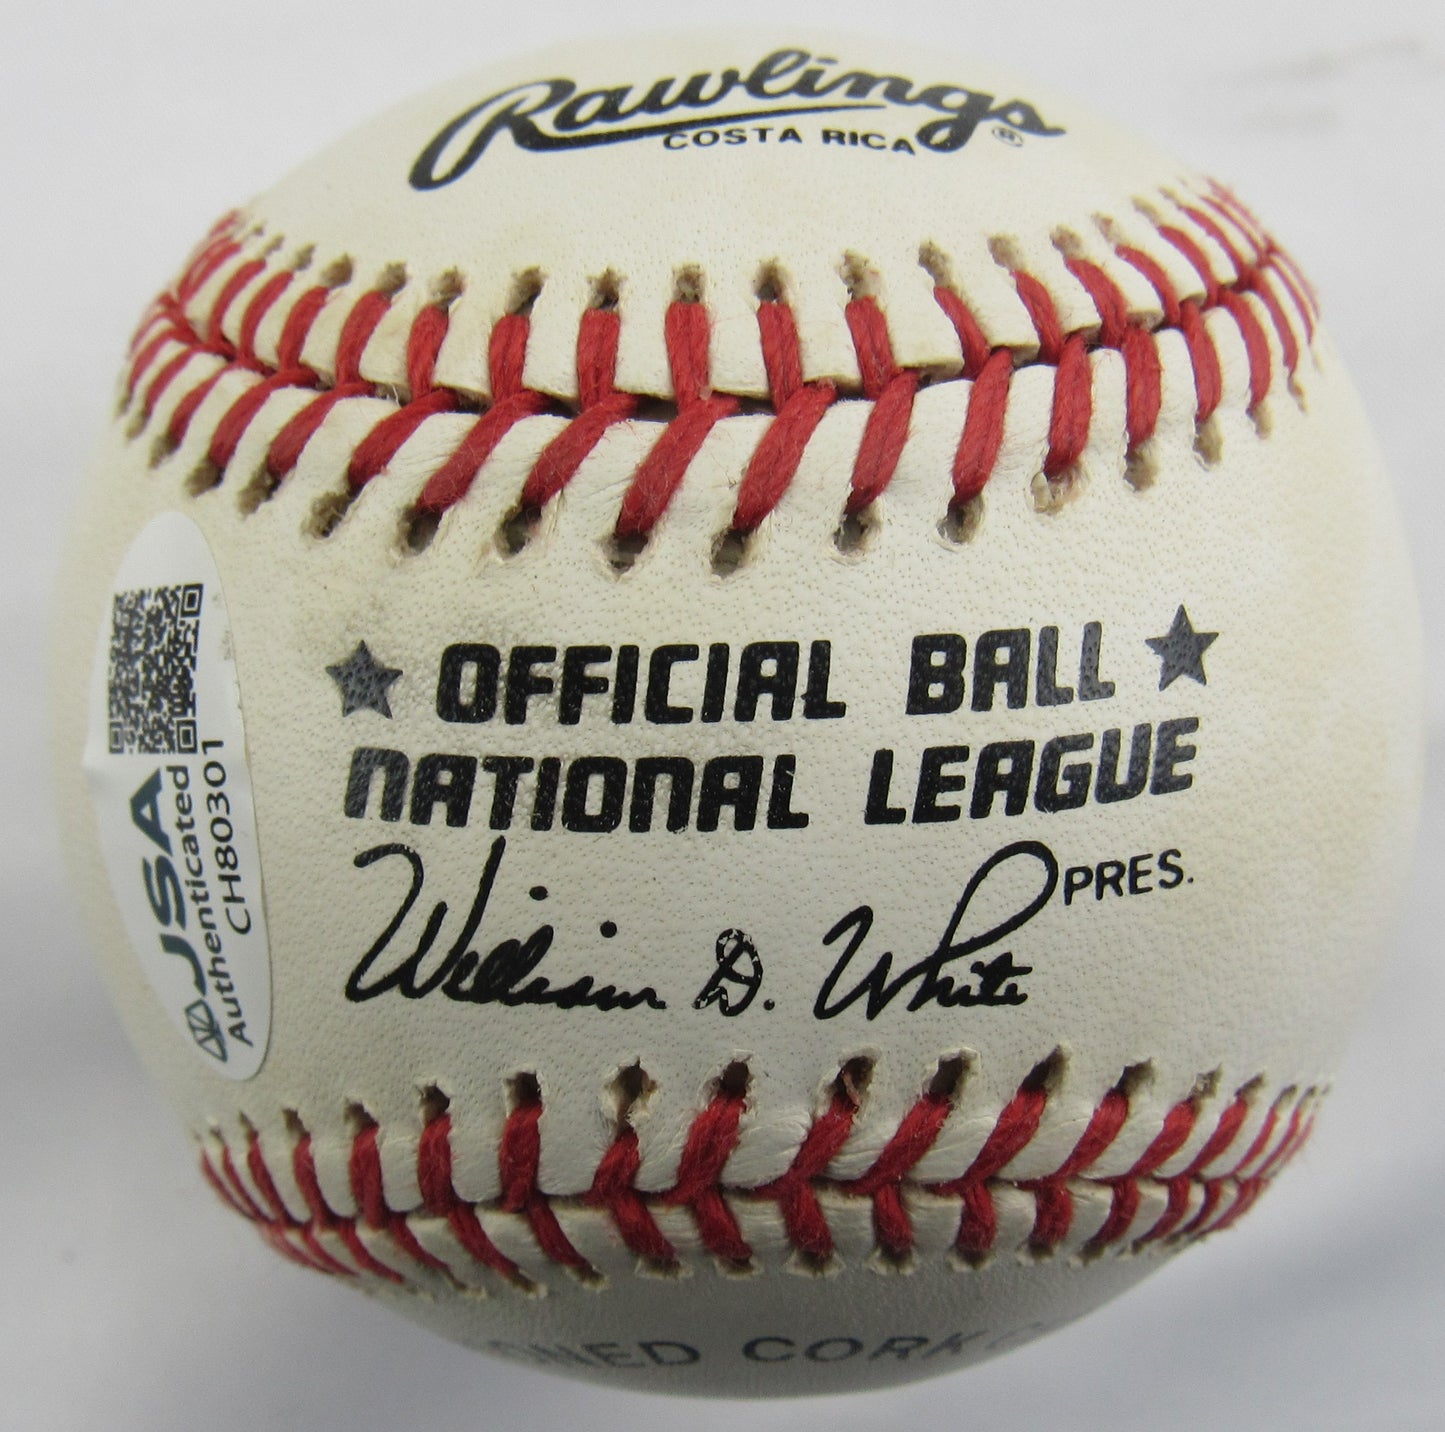 Rawlings®
COSTA RICA
★ OFFICIAL BALL ★
NATIONAL LEAGUE
William D. White PRES.
JSA
Authenticated
CH80301